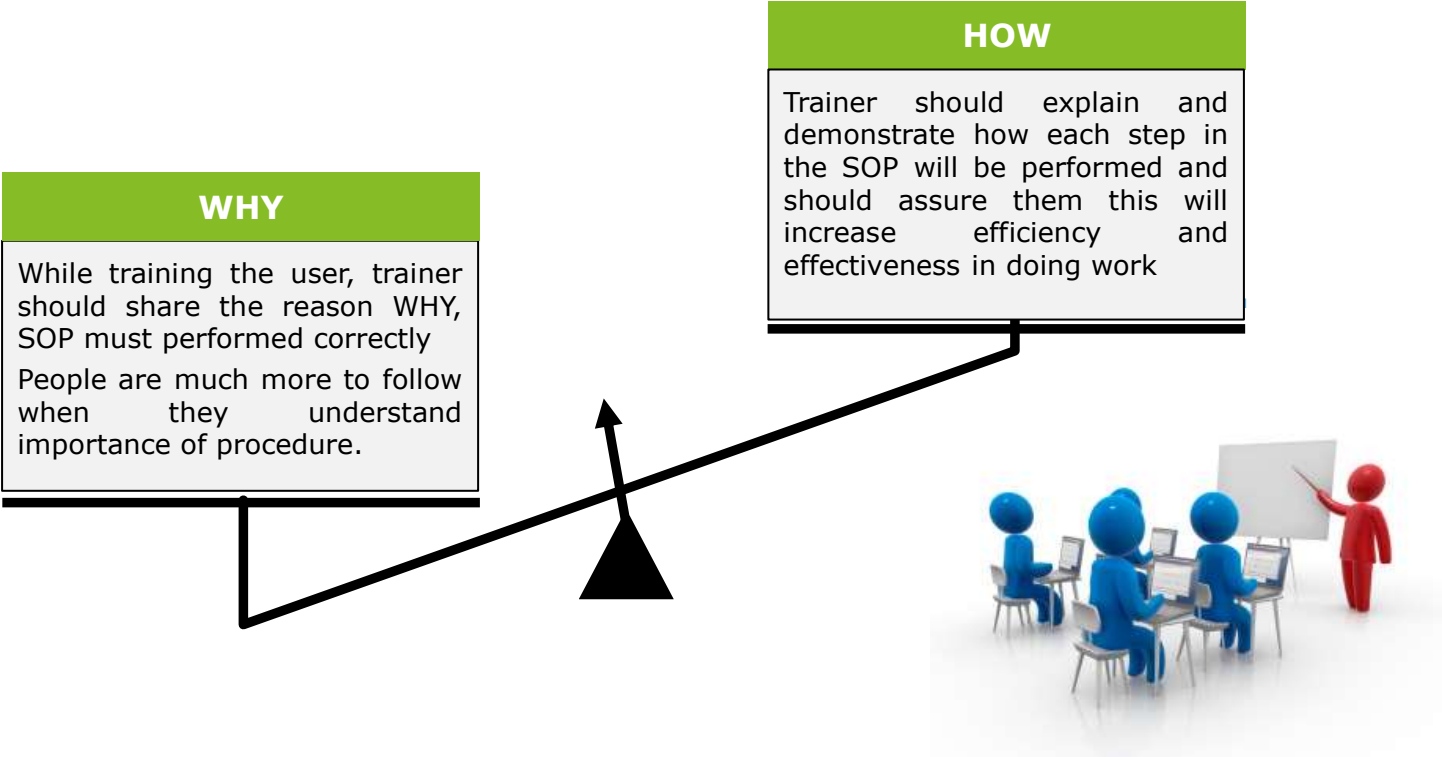 WHY
While training the user, trainer
should share the reason WHY,
SOP must performed correctly
People are much more to follow
when they understand
importance of procedure.
HOW
Trainer should explain and
demonstrate how each step in
the SOP will be performed and
should assure them this will
increase efficiency and
effectiveness in doing work